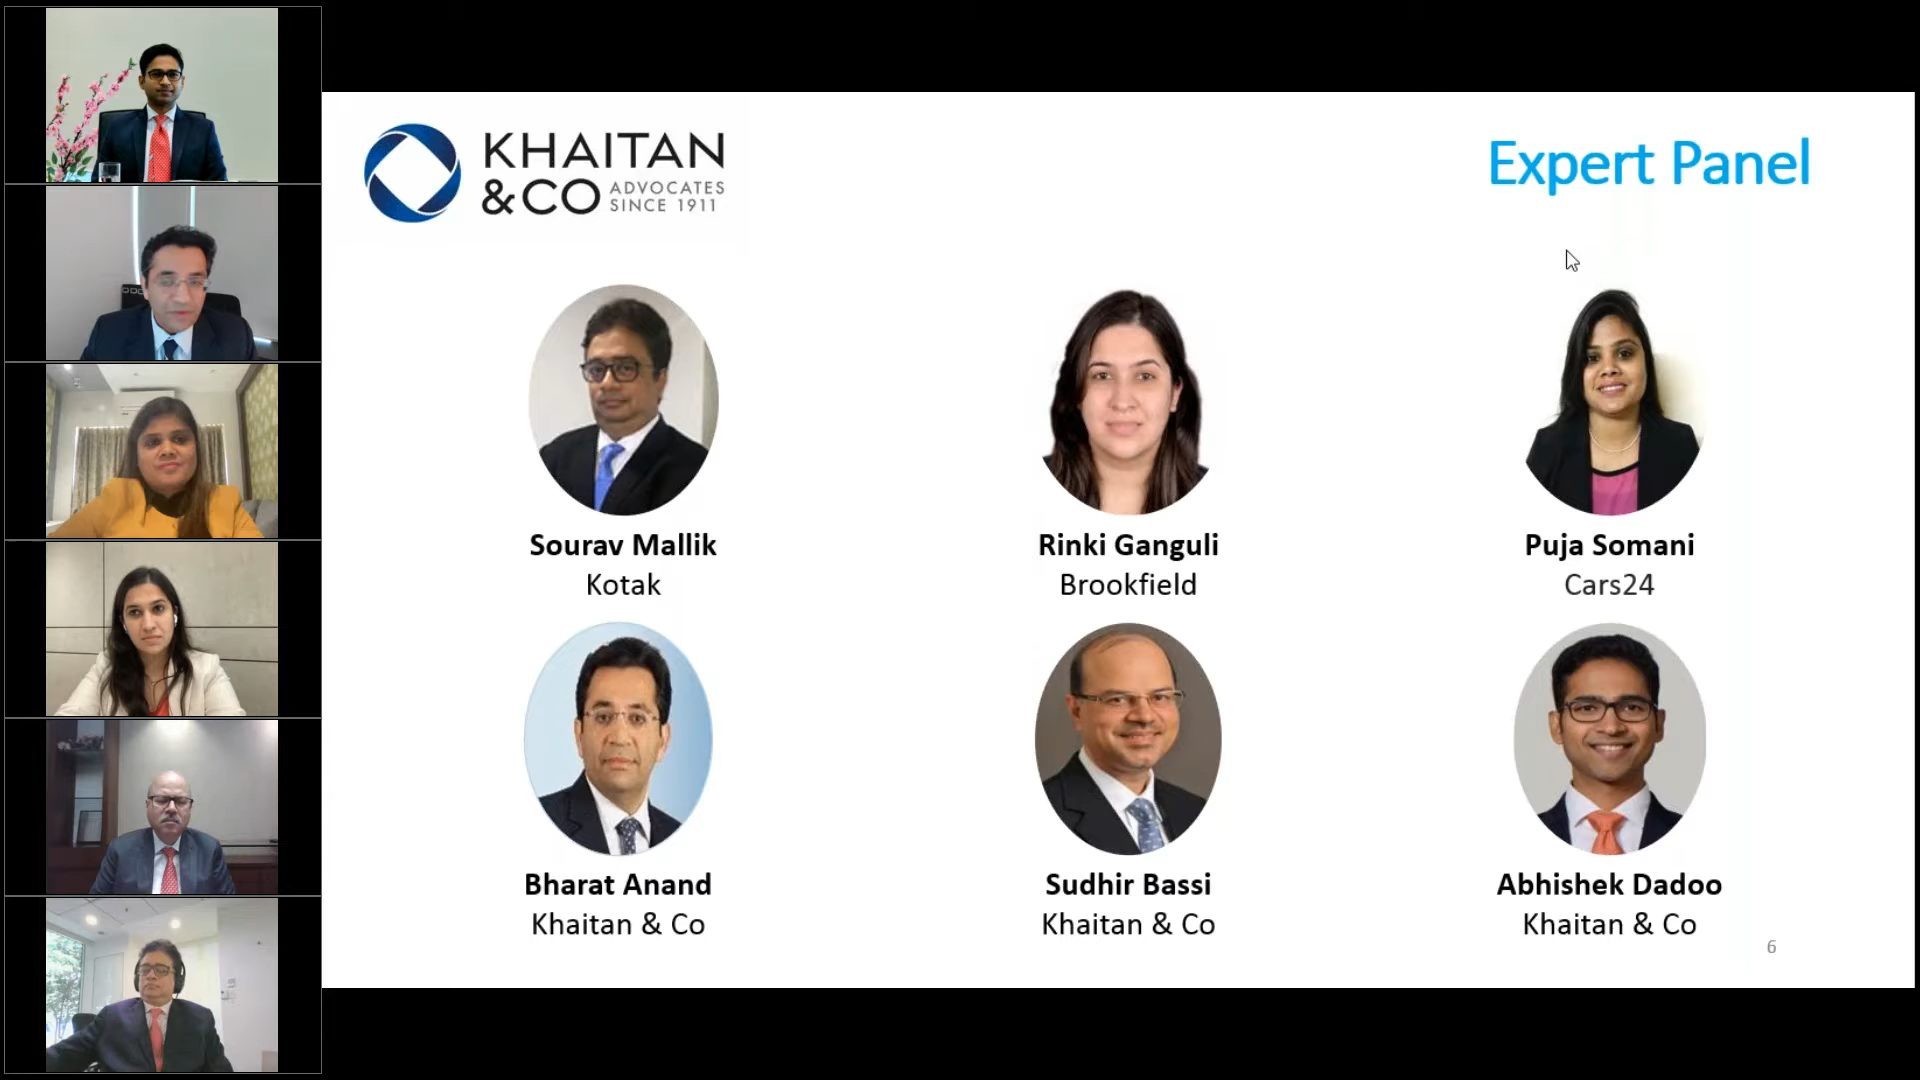 KHAITAN
&CO ADVOCATES
SINCE 1911
Expert Panel
Sourav Mallik
Kotak
Rinki Ganguli
Brookfield
Puja Somani
Cars24
Bharat Anand
Khaitan & Co
Sudhir Bassi
Khaitan & Co
Abhishek Dadoo
Khaitan & Co
6